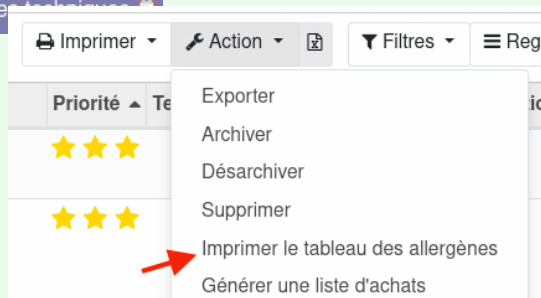 Imprimer Action Filtres
Priorité
Exporter
Archiver
Désarchiver
Supprimer
Imprimer le tableau des allergènes
Générer une liste d'achats